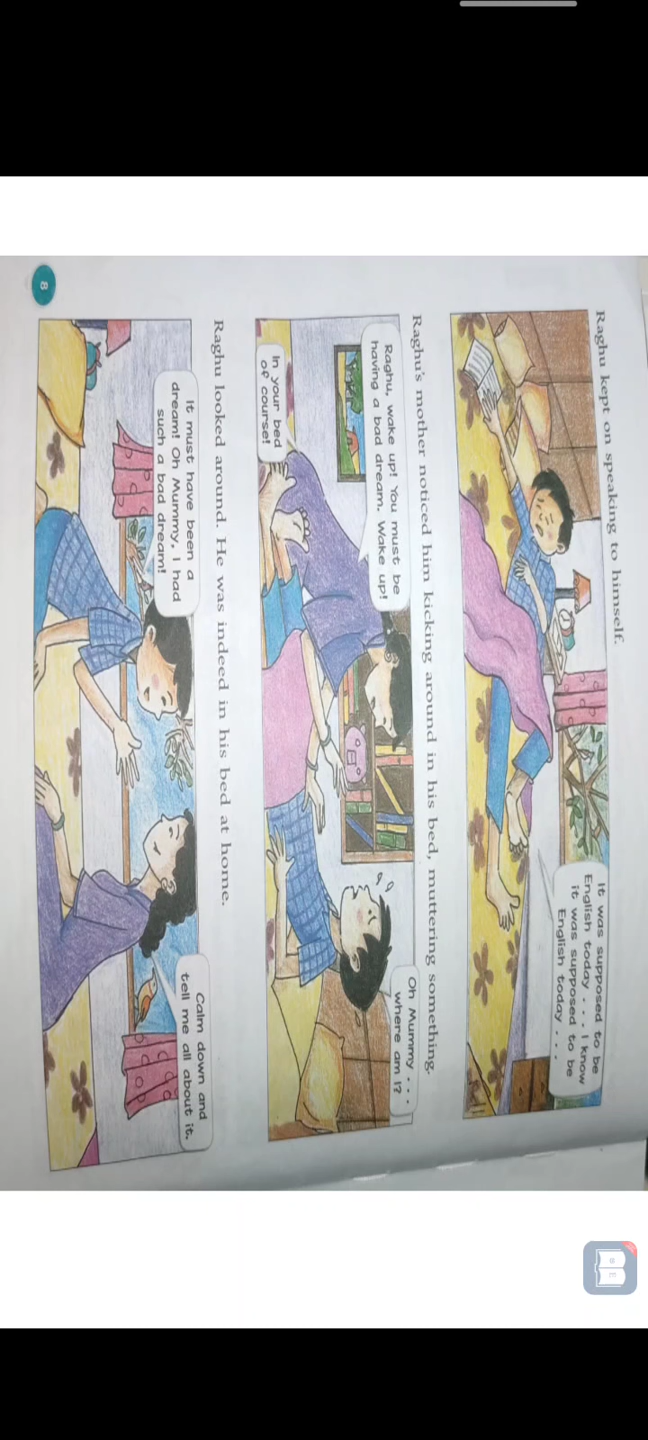 Raghu kept on speaking to himself.
It was supposed to be
English today . . . I know
it was supposed to be
English today . . .
Raghu's mother noticed him kicking around in his bed, muttering something.
Raghu, wake up! You must be
having a bad dream. Wake up!
Oh Mummy . . .
where am I?
In your bed
of course!
Raghu looked around. He was indeed in his bed at home.
It must have been a
dream! Oh Mummy, I had
such a bad dream!
Calm down and
tell me all about it.
8